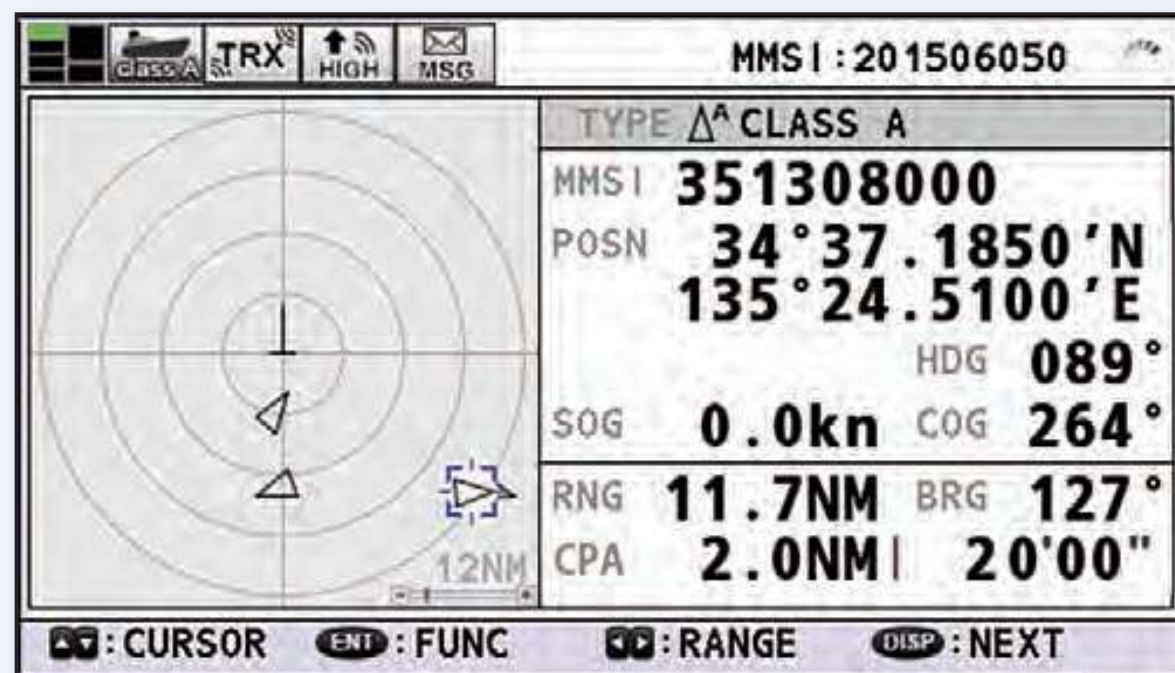 CLASS A TRX HIGH MSG MMSI:201506050
TYPE A CLASS A
MMSI 351308000
POSN 34°37.1850'N
135°24.5100'E
HDG 089°
SOG 0.0kn COG 264°
RNG 11.7NM BRG 127°
CPA 2.0NM 20'00"
12NM
:CURSOR ENT:FUNC :RANGE DISP:NEXT